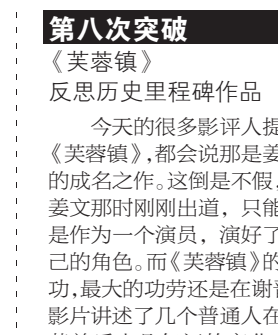 第八次突破
《芙蓉镇》
反思历史里程碑作品
今天的很多影评人提
《芙蓉镇》,都会说那是姜
的成名之作。这倒是不假,
姜文那时刚刚出道，只能
是作为一个演员，演好了
己的角色。而《芙蓉镇》的
功,最大的功劳还是在谢
影片讲述了几个普通人在